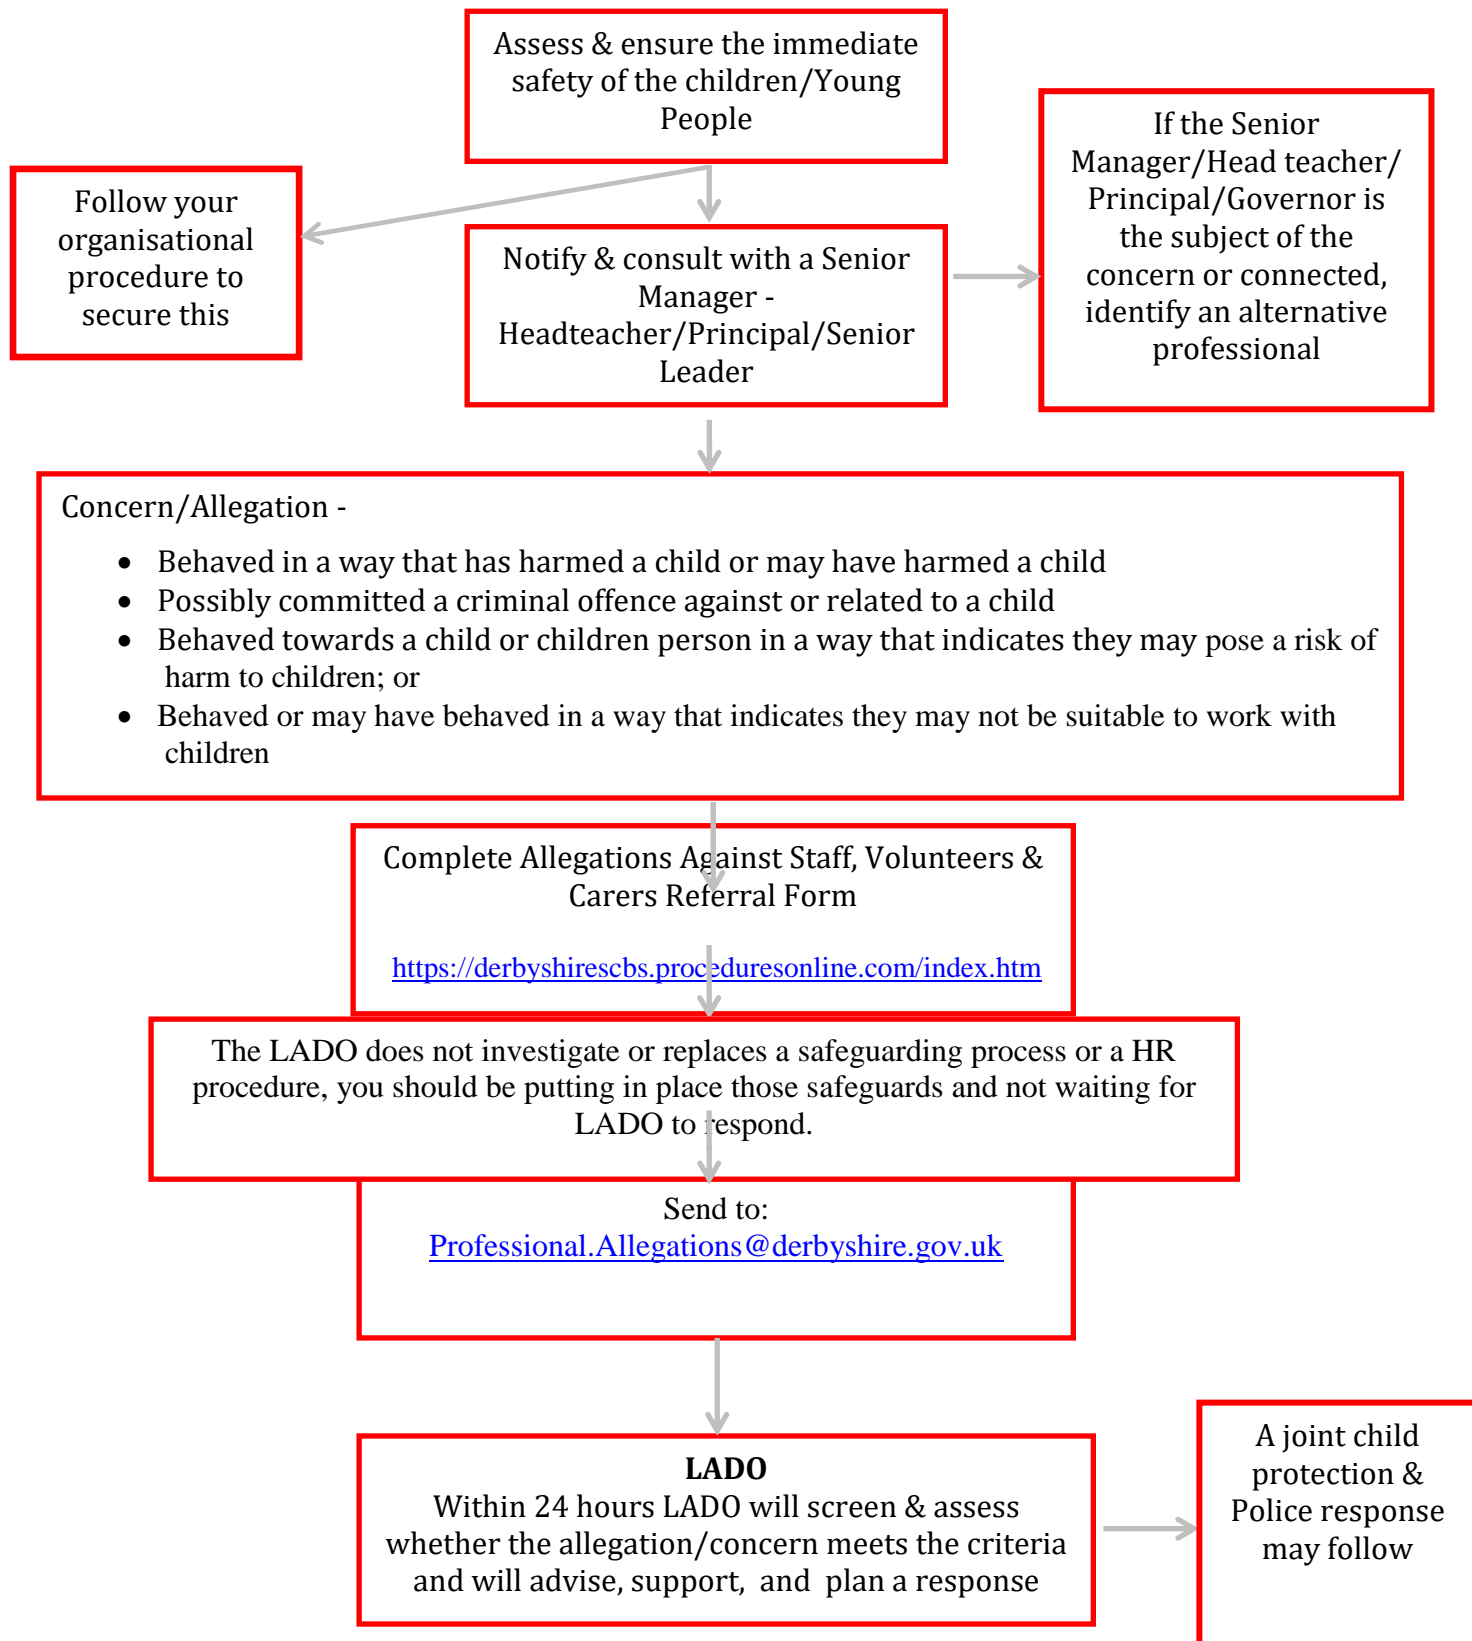 Assess & ensure the immediate
safety of the children/Young
People
If the Senior
Manager/Head teacher/
Principal/Governor is
the subject of the
concern or connected,
identify an alternative
professional
Follow your
organisational
procedure to
secure this
Notify & consult with a Senior
Manager -
Headteacher/Principal/Senior
Leader
Concern/Allegation -
• Behaved in a way that has harmed a child or may have harmed a child
• Possibly committed a criminal offence against or related to a child
• Behaved towards a child or children person in a way that indicates they may pose a risk of
harm to children; or
• Behaved or may have behaved in a way that indicates they may not be suitable to work with
children
Complete Allegations Against Staff, Volunteers &
Carers Referral Form
https://derbyshirescbs.proceduresonline.com/index.htm
The LADO does not investigate or replaces a safeguarding process or a HR
procedure, you should be putting in place those safeguards and not waiting for
LADO to respond.
Send to:
Professional.Allegations@derbyshire.gov.uk
LADO
Within 24 hours LADO will screen & assess
whether the allegation/concern meets the criteria
and will advise, support, and plan a response
A joint child
protection &
Police response
may follow